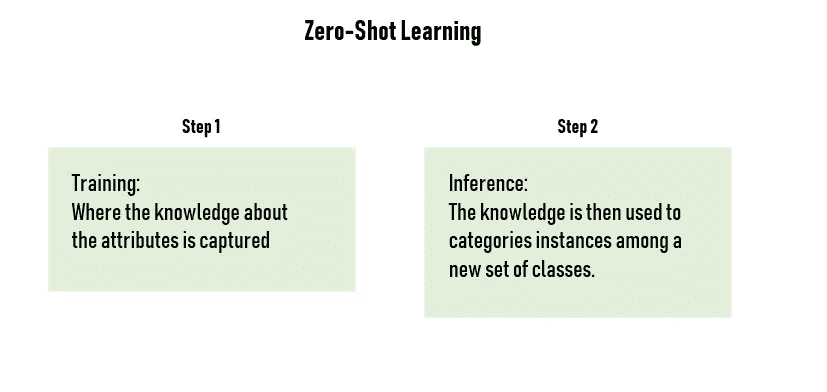 Zero-Shot Learning
Step 1
Training:
Where the knowledge about
the attributes is captured
Step 2
Inference:
The knowledge is then used to
categories instances among a
new set of classes.